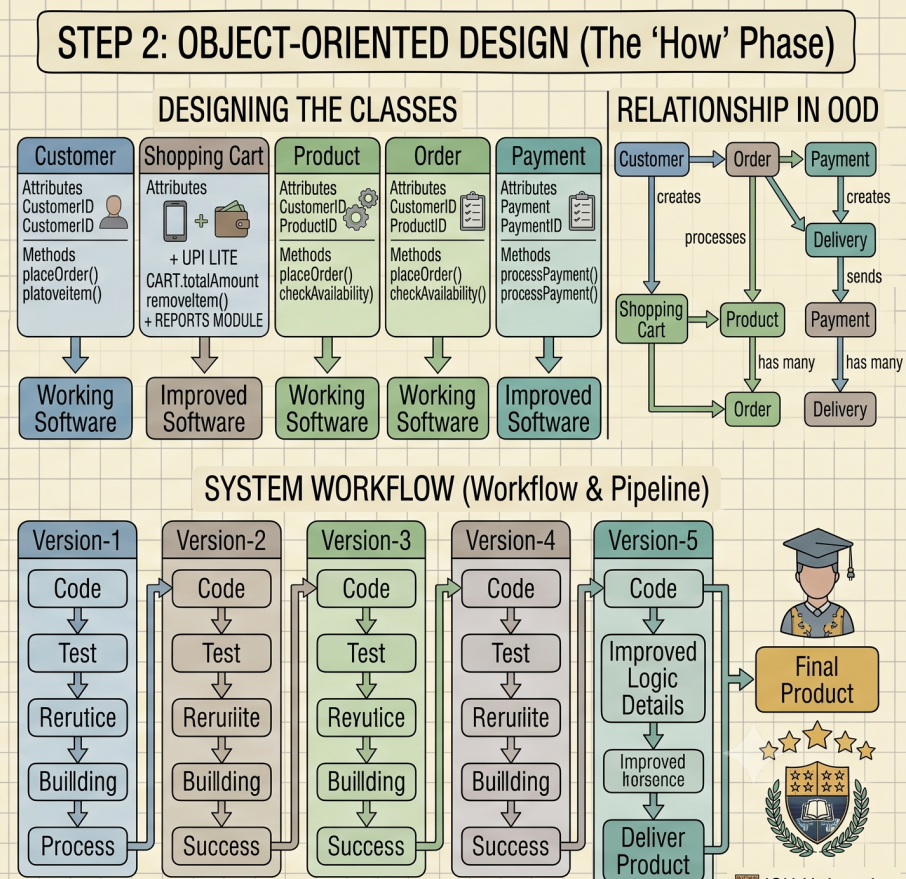 STEP 2: OBJECT-ORIENTED DESIGN (The ‘How’ Phase)
DESIGNING THE CLASSES
Customer
Attributes
CustomerID
CustomerID
Methods
placeOrder()
platoveitem()
Working
Software
Shopping Cart
Attributes
+
+ UPI LITE
CART.totalAmount
removeItem()
+ REPORTS MODULE
Improved
Software
Product
Attributes
CustomerID
ProductID
Methods
placeOrder()
checkAvailability)
Working
Software
Order
Attributes
CustomerID
ProductID
Methods
placeOrder()
checkAvailability()
Working
Software
Payment
Attributes
Payment
PaymentID
Methods
processPayment()
processPayment()
Improved
Software
RELATIONSHIP IN OOD
Customer
Order
Payment
creates
creates
processes
Delivery
sends
Shopping
Cart
Product
Payment
has many
has many
Order
Delivery
SYSTEM WORKFLOW (Workflow & Pipeline)
Version-1
Code
Test
Rerutice
Buillding
Process
Version-2
Code
Test
Reruriite
Buillding
Success
Version-3
Code
Test
Revutice
Buillding
Success
Version-4
Code
Test
Reruriite
Buillding
Success
Version-5
Code
Improved
Logic
Details
Improved
Deliver
Product
Final
Product